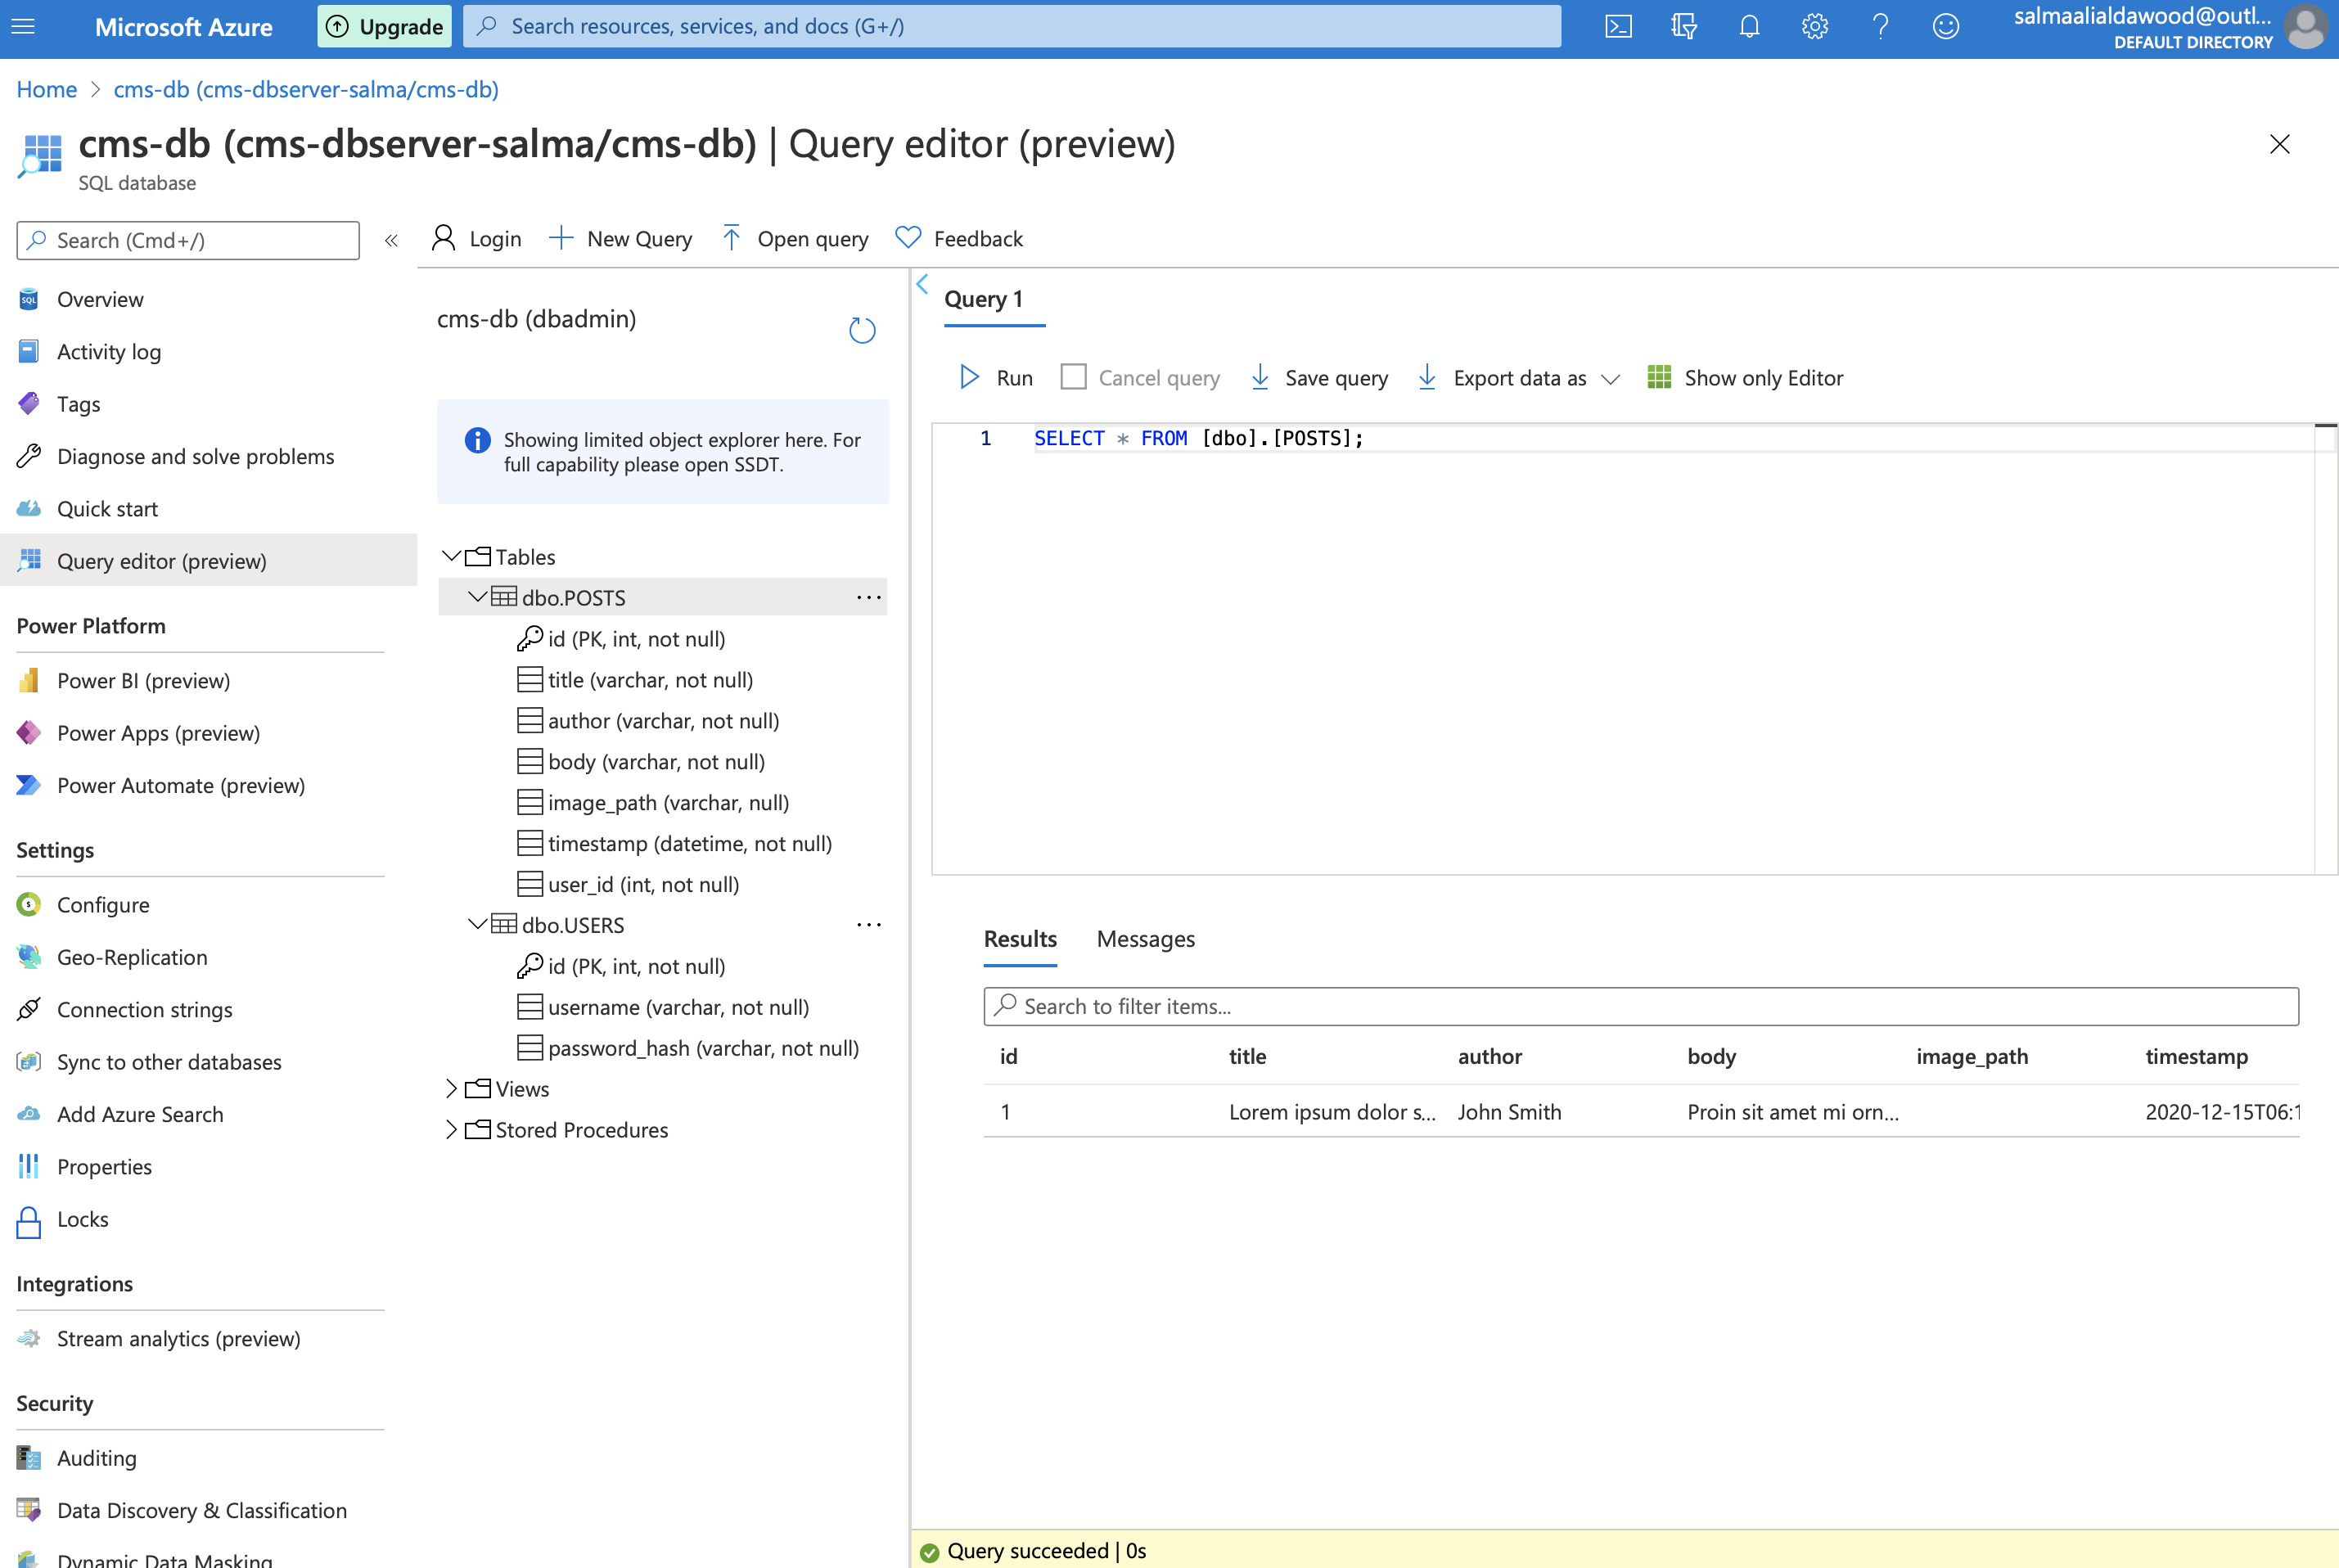 Microsoft Azure
Upgrade
Search resources, services, and docs (G+/)
salmaalialdawood@outl...
DEFAULT DIRECTORY
Home > cms-db (cms-dbserver-salma/cms-db)
cms-db (cms-dbserver-salma/cms-db) | Query editor (preview)
SQL database
Search (Cmd+/)
«
Overview
Activity log
Tags
Diagnose and solve problems
Quick start
Query editor (preview)
Power Platform
Power BI (preview)
Power Apps (preview)
Power Automate (preview)
Settings
Configure
Geo-Replication
Connection strings
Sync to other databases
Add Azure Search
Properties
Locks
Integrations
Stream analytics (preview)
Security
Auditing
Data Discovery & Classification
Dynamic Data Masking
Login
New Query
Open query
Feedback
cms-db (dbadmin)
Showing limited object explorer here. For
full capability please open SSDT.
Tables
dbo.POSTS
id (PK, int, not null)
title (varchar, not null)
author (varchar, not null)
body (varchar, not null)
image_path (varchar, null)
timestamp (datetime, not null)
user_id (int, not null)
dbo.USERS
id (PK, int, not null)
username (varchar, not null)
password_hash (varchar, not null)
Views
Stored Procedures
Query 1
Run Cancel query Save query Export data as Show only Editor
1 SELECT * FROM [dbo].[POSTS];
Results Messages
Search to filter items...
id title author body image_path timestamp
1 Lorem ipsum dolor s... John Smith Proin sit amet mi orn... 2020-12-15T06:1
Query succeeded | 0s